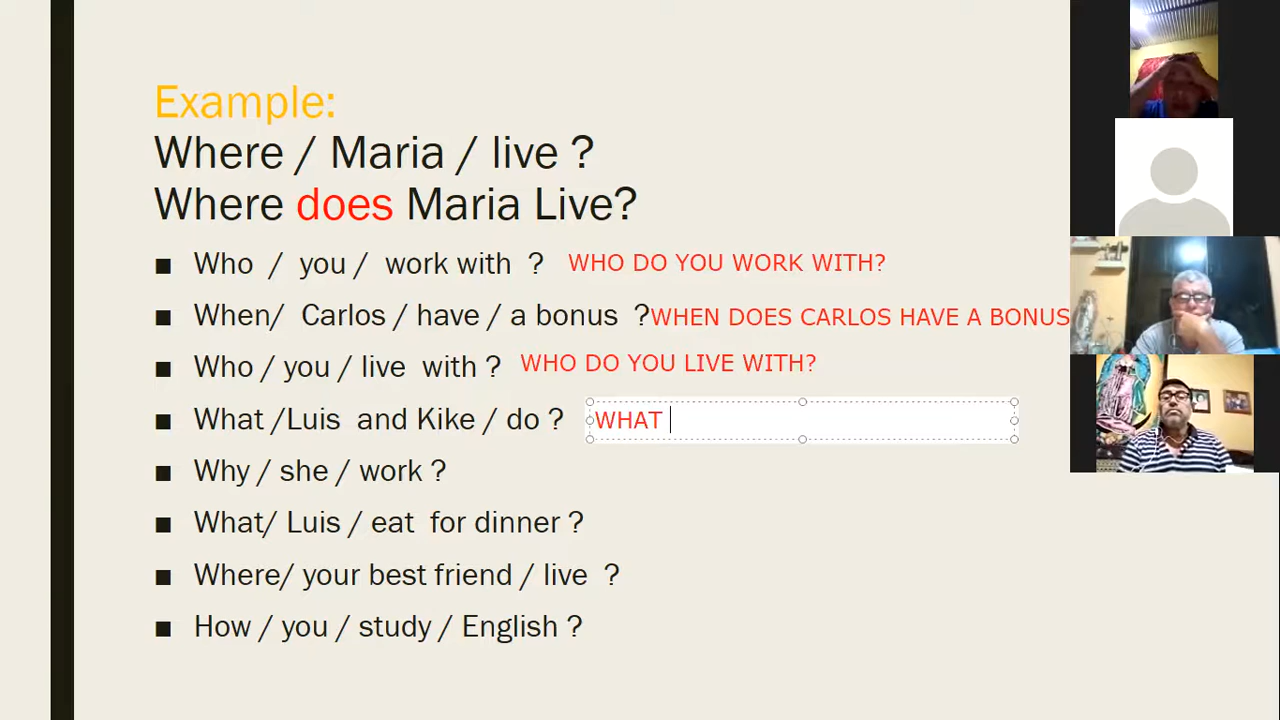 Example:
Where / Maria / live ?
Where does Maria Live?
■ Who / you / work with ? WHO DO YOU WORK WITH?
■ When/ Carlos / have / a bonus ?WHEN DOES CARLOS HAVE A BONUS
■ Who / you / live with ? WHO DO YOU LIVE WITH?
■ What /Luis and Kike / do ? WHAT
■ Why / she / work ?
■ What/ Luis / eat for dinner ?
■ Where/ your best friend / live ?
■ How / you / study / English ?